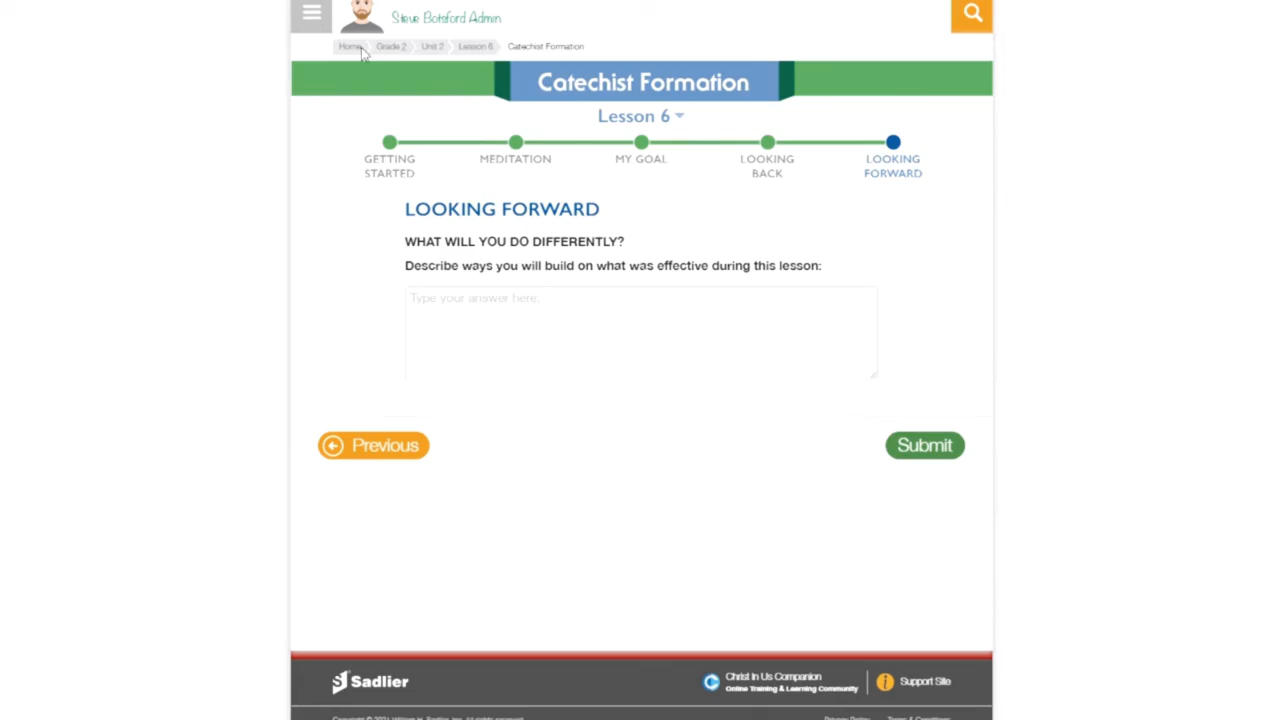 Steve Botsford Admin
Home Grade 2 Unit 2 Lesson 6 Catechist Formation
Catechist Formation
Lesson 6
GETTING STARTED
MEDITATION
MY GOAL
LOOKING BACK
LOOKING FORWARD
LOOKING FORWARD
WHAT WILL YOU DO DIFFERENTLY?
Describe ways you will build on what was effective during this lesson:
Type your answer here.
Previous
Submit
Sadlier
Christ In Us Companion
Online Training & Learning Community
Support Site